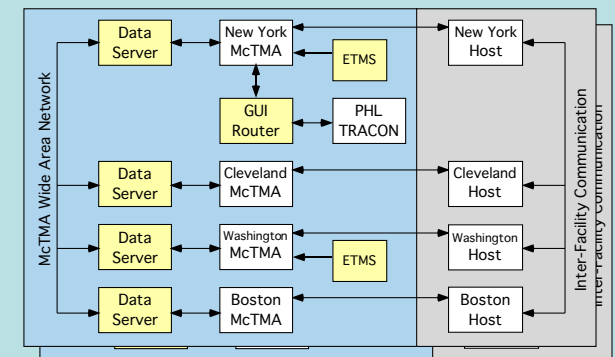 McTMA Wide Area Network
Data
Server
New York
McTMA
ETMS
New York
Host
GUI
Router
PHL
TRACON
Data
Server
Cleveland
McTMA
Cleveland
Host
Data
Server
Washington
McTMA
ETMS
Washington
Host
Data
Server
Boston
McTMA
Boston
Host
Inter-Facility Communication
Inter-Facility Communication